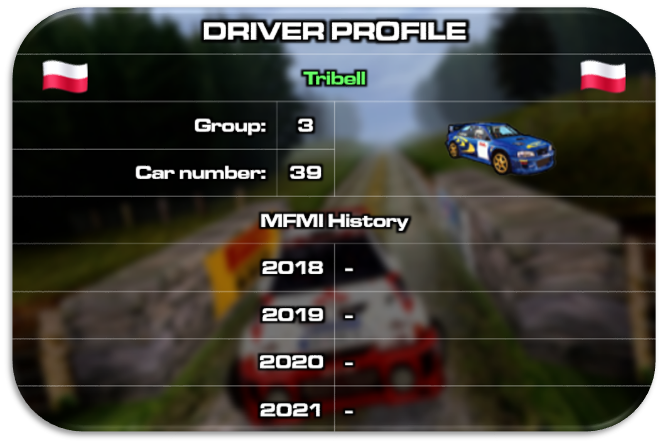 DRIVER PROFILE
Tribell
Group: 3
Car number: 39
MFMI History
2018 -
2019 -
2020 -
2021 -